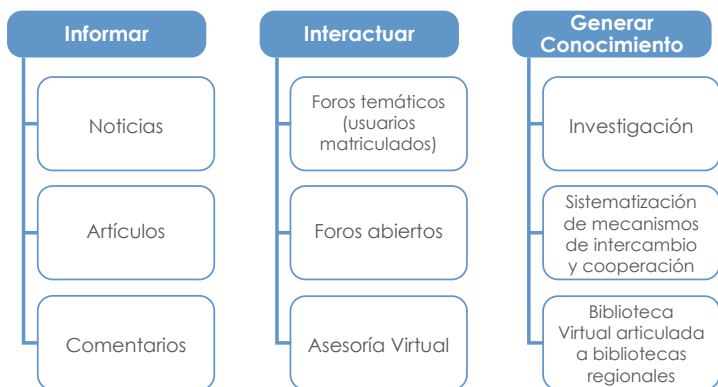 Informar
Noticias
Artículos
Comentarios
Interactuar
Foros temáticos
(usuarios
matriculados)
Foros abiertos
Asesoría Virtual
Generar
Conocimiento
Investigación
Sistematización
de mecanismos
de intercambio
y cooperación
Biblioteca
Virtual articulada
a bibliotecas
regionales